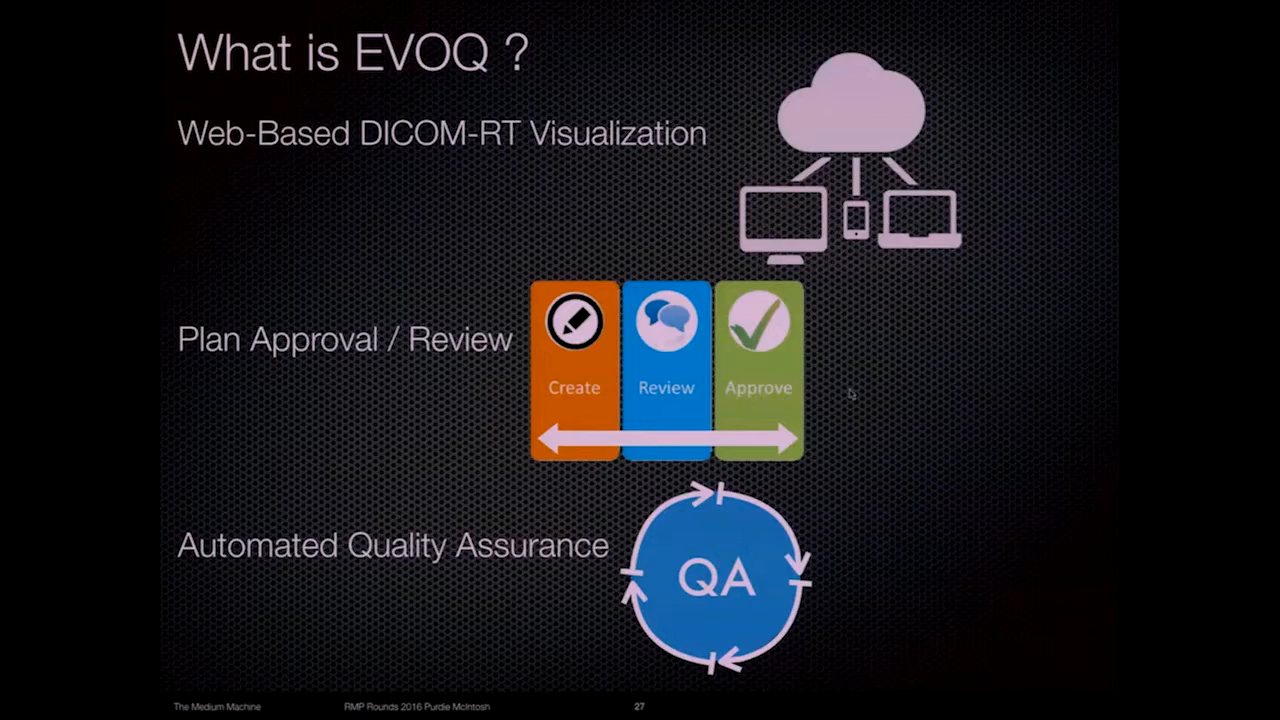 What is EVOQ ?
Web-Based DICOM-RT Visualization
Plan Approval / Review
Create
Review
Approve
Automated Quality Assurance
QA
The Medium Machine
RMP Rounds 2016 Purdie McIntosh
27